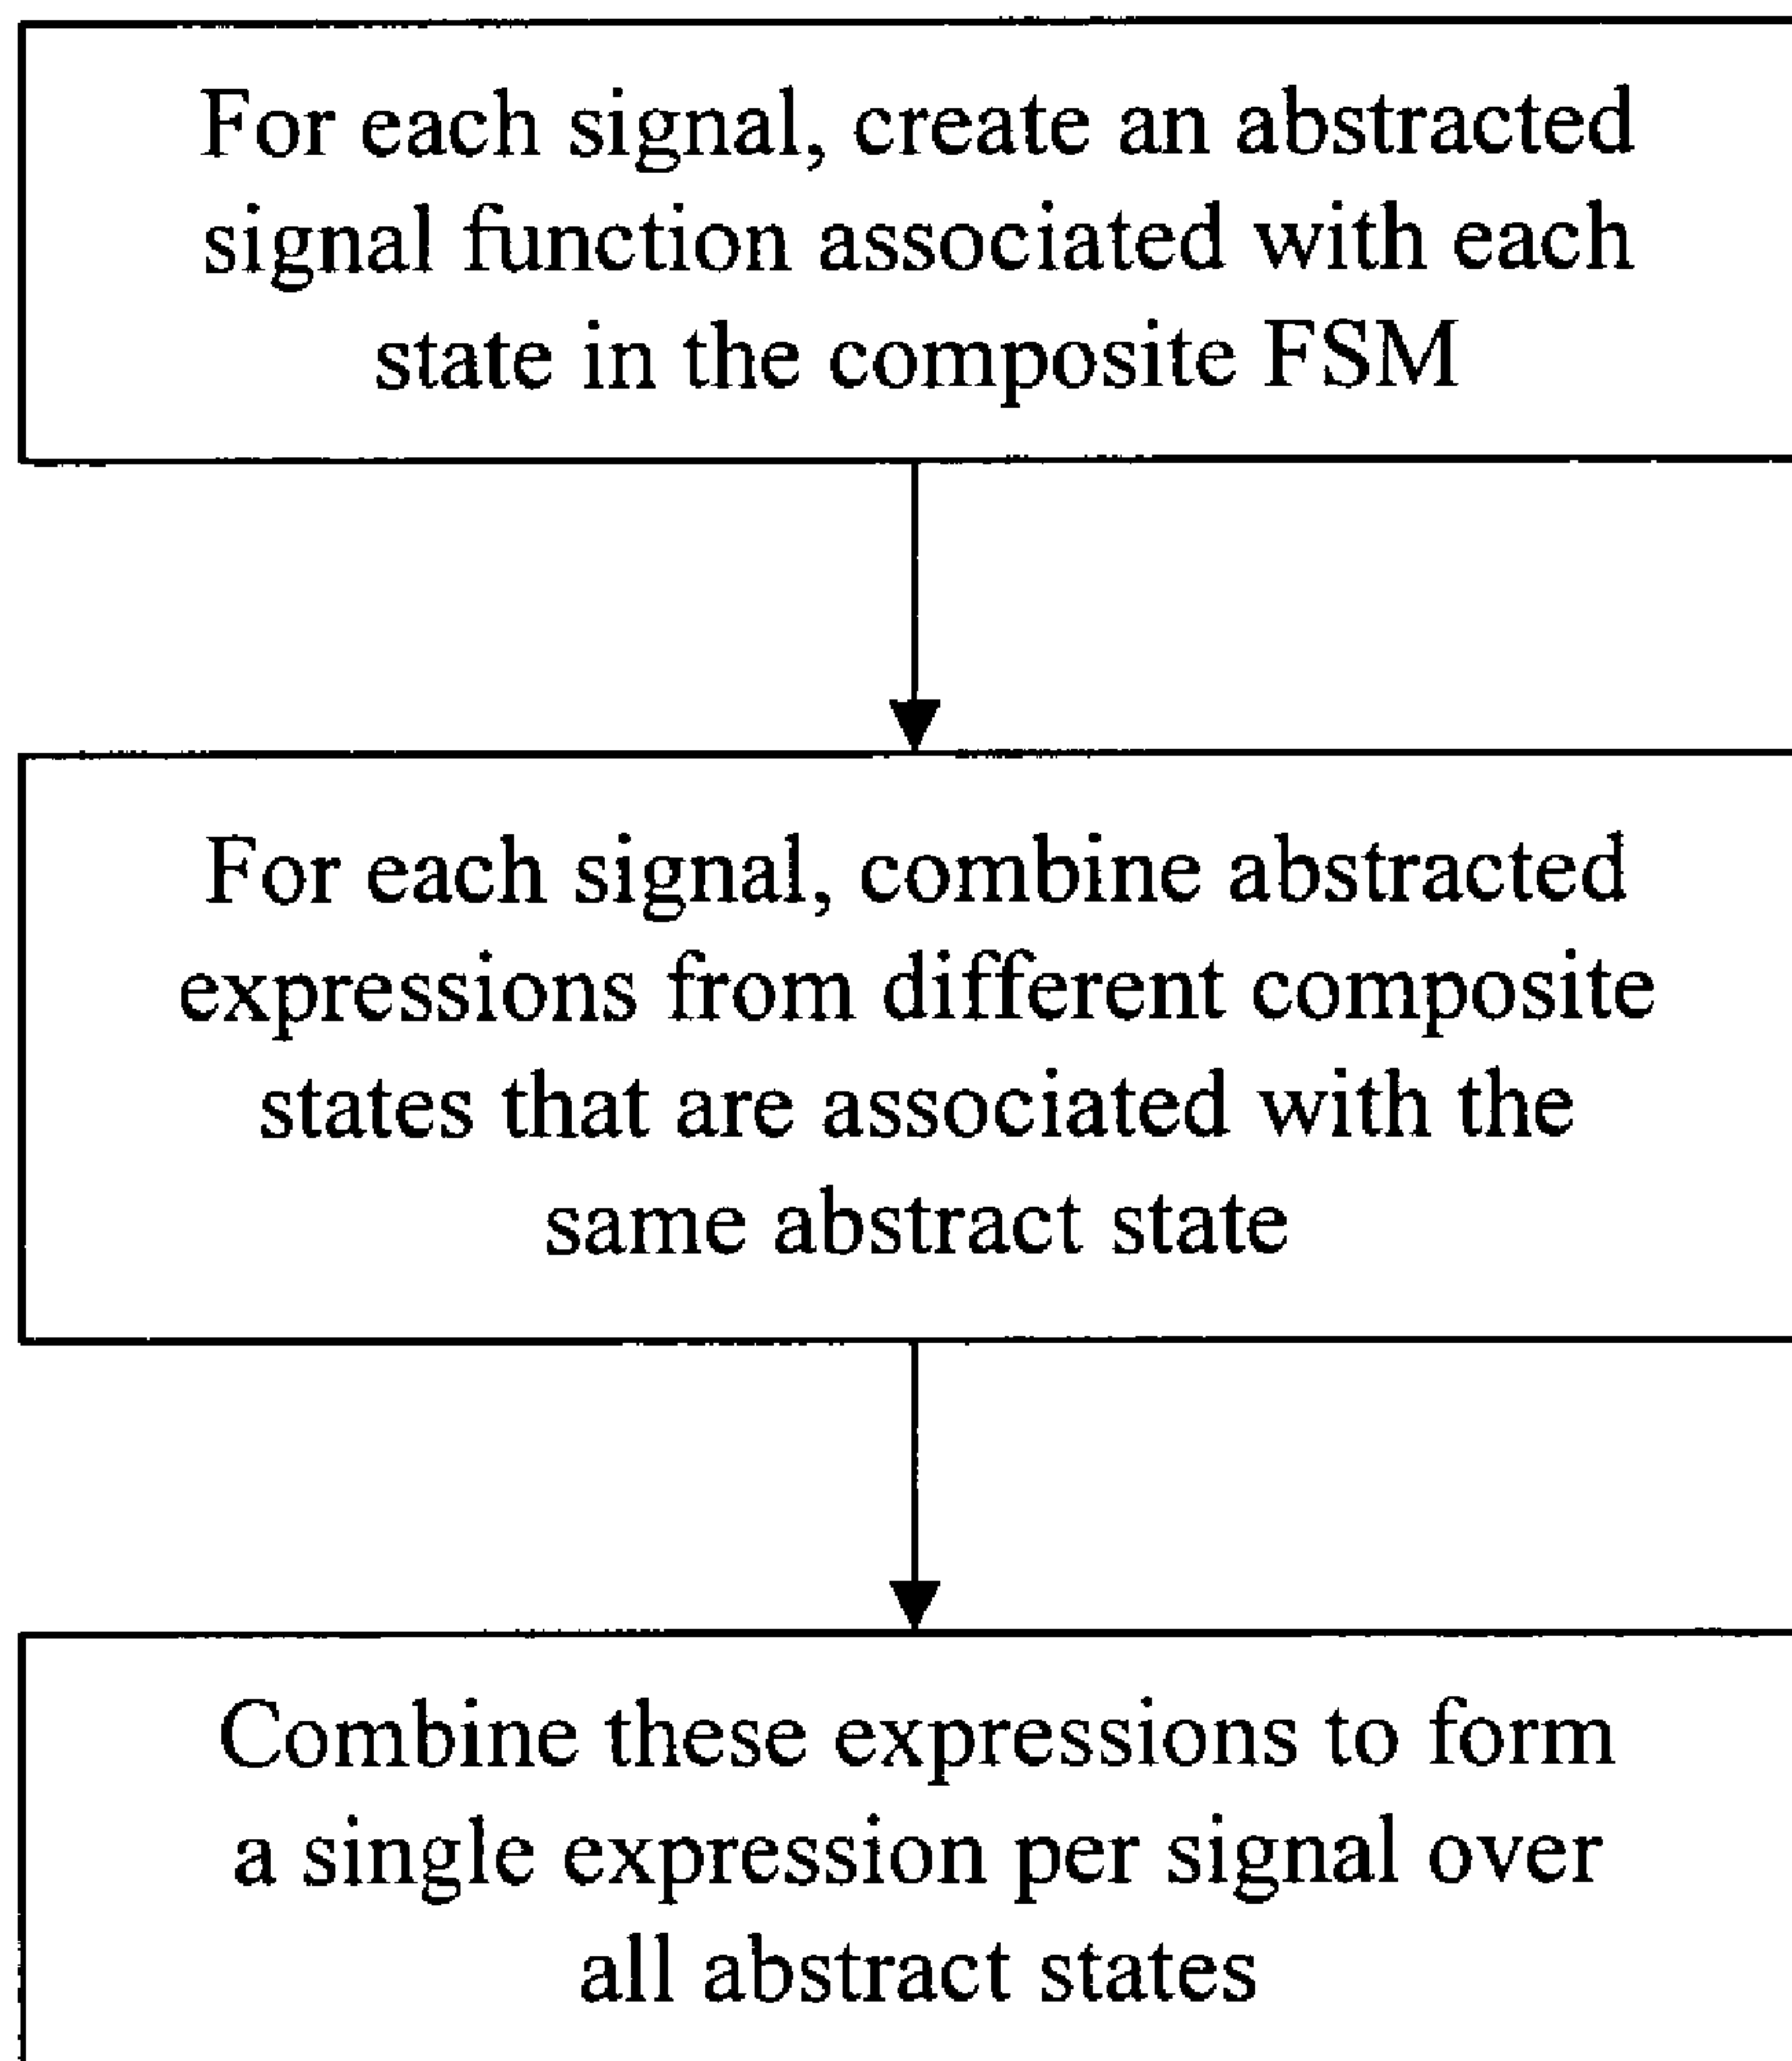 For each signal, create an abstracted
signal function associated with each
state in the composite FSM
For each signal, combine abstracted
expressions from different composite
states that are associated with the
same abstract state
Combine these expressions to form
a single expression per signal over
all abstract states